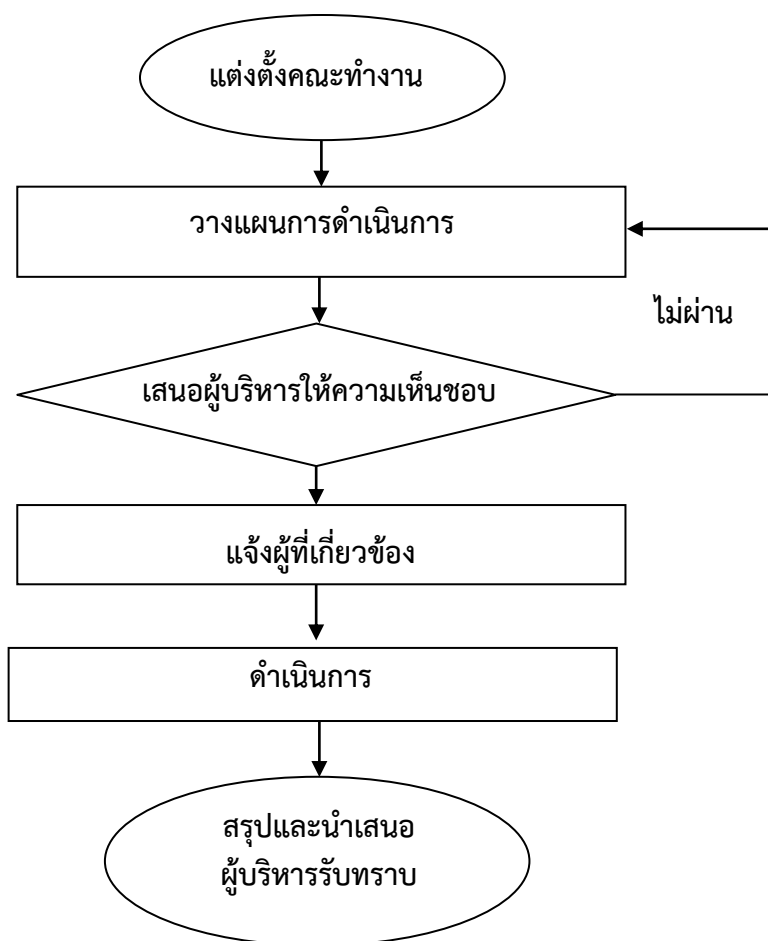 แต่งตั้งคณะทำงาน
วางแผนการดำเนินการ
ไม่ผ่าน
เสนอผู้บริหารให้ความเห็นชอบ
แจ้งผู้ที่เกี่ยวข้อง
ดำเนินการ
สรุปและนำเสนอ
ผู้บริหารรับทราบ